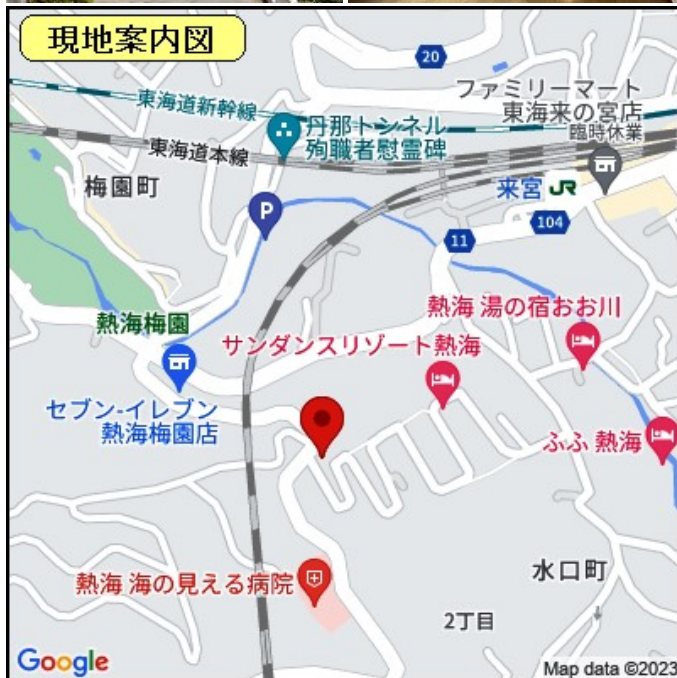 現地案内図
20
ファミリーマート
東海来の宮店
臨時休業
東海道新幹線
丹那トンネル
殉職者慰霊碑
東海道本線
梅園町
P
来宮 JR
104
11
熱海梅園
熱海 湯の宿おお川
サンダンスリゾート熱海
セブン-イレブン
熱海梅園店
ふふ 熱海
水口町
熱海 海の見える病院
2丁目
Google
Map data ©2023